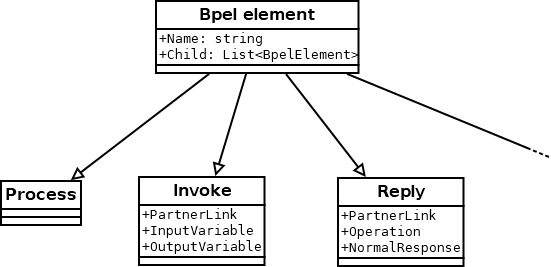 Bpel element
+Name: string
+Child: List<BpelElement>
Process
Invoke
+PartnerLink
+InputVariable
+OutputVariable
Reply
+PartnerLink
+Operation
+NormalResponse